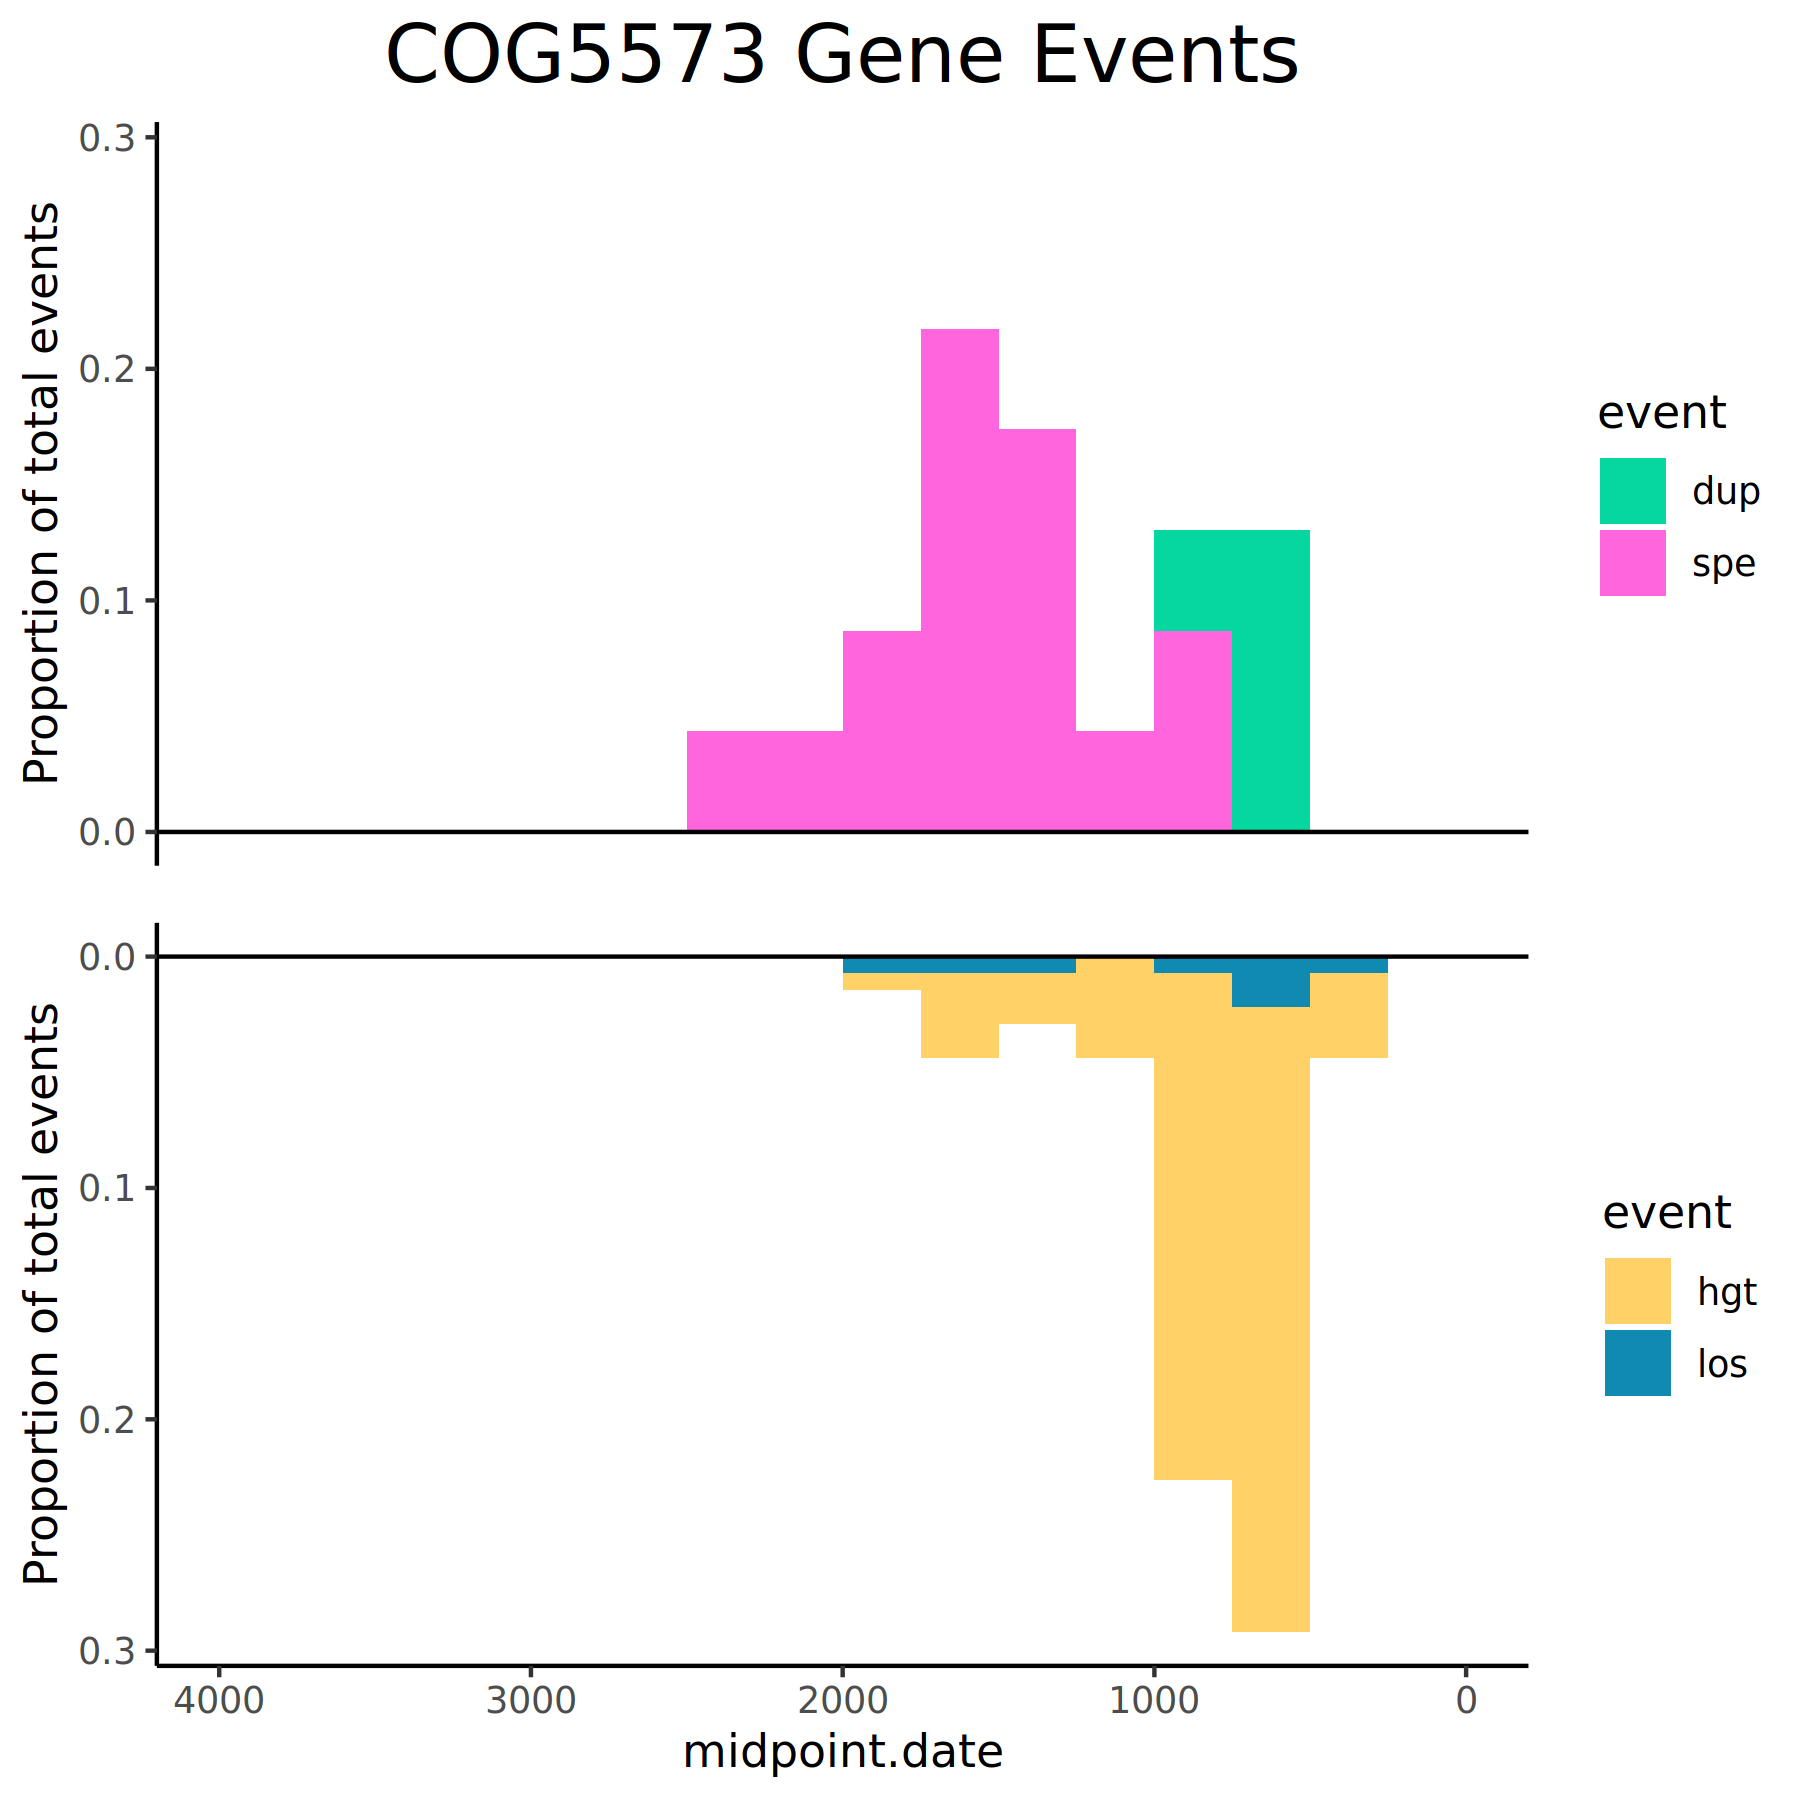 COG5573 Gene Events
Proportion of total events
0.3
0.2
0.1
0.0
event
dup
spe
Proportion of total events
0.0
0.1
0.2
0.3
event
hgt
los
4000 3000 2000 1000 0
midpoint.date